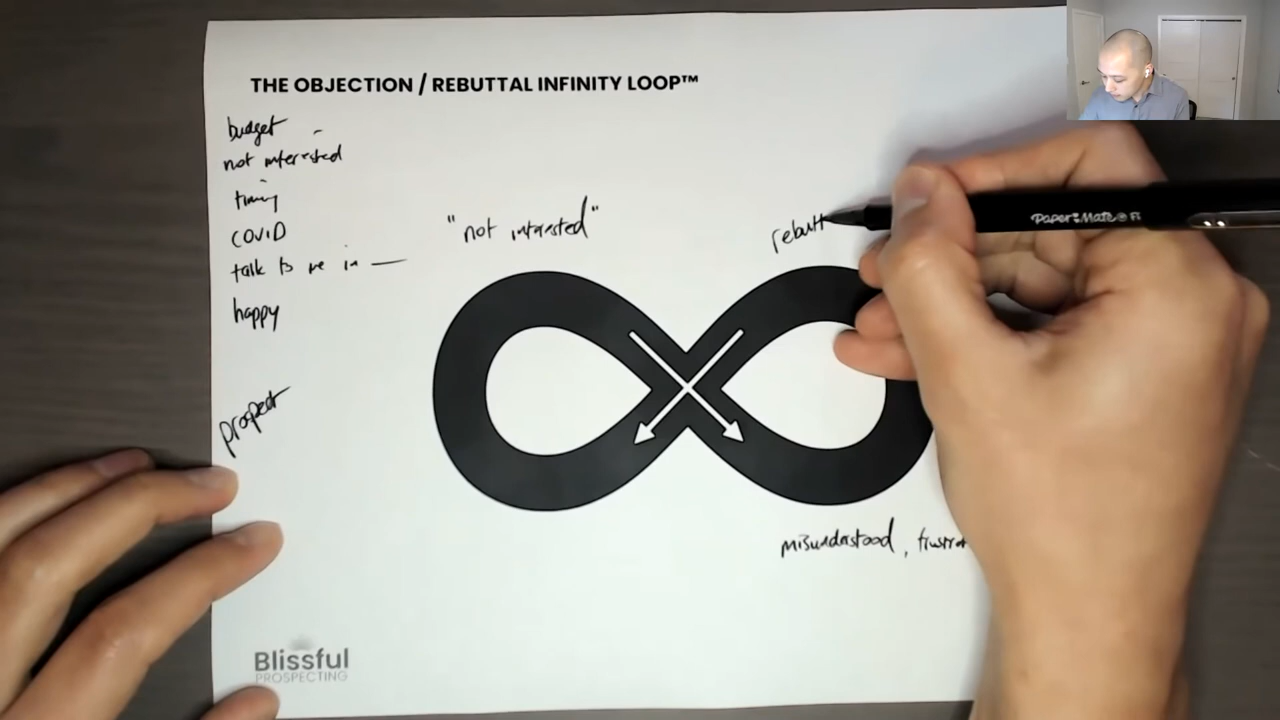 THE OBJECTION / REBUTTAL INFINITY LOOP™
budget
not interested
timing
COVID
talk to me in —
happy
"not interested"
rebutt
prospect
misunderstood, frustra
Blissful
PROSPECTING
Paper:Mate® Fl